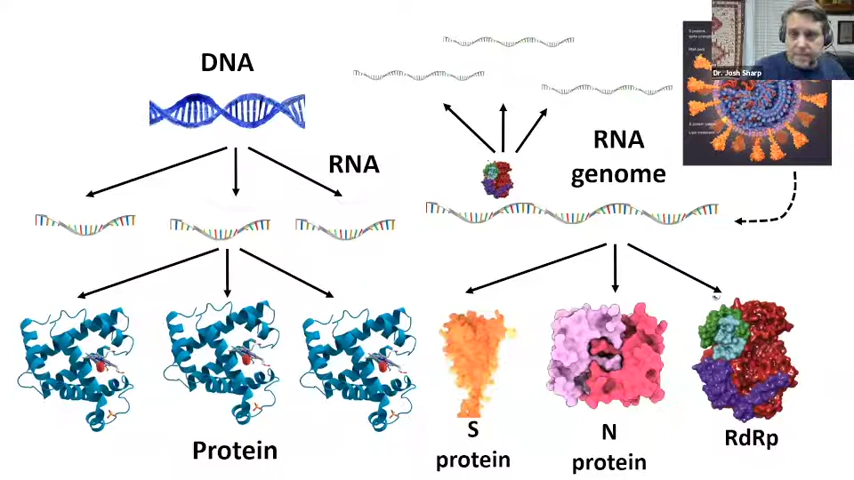 DNA
RNA
RNA
genome
Dr. Josh Sharp
Protein
S
protein
N
protein
RdRp